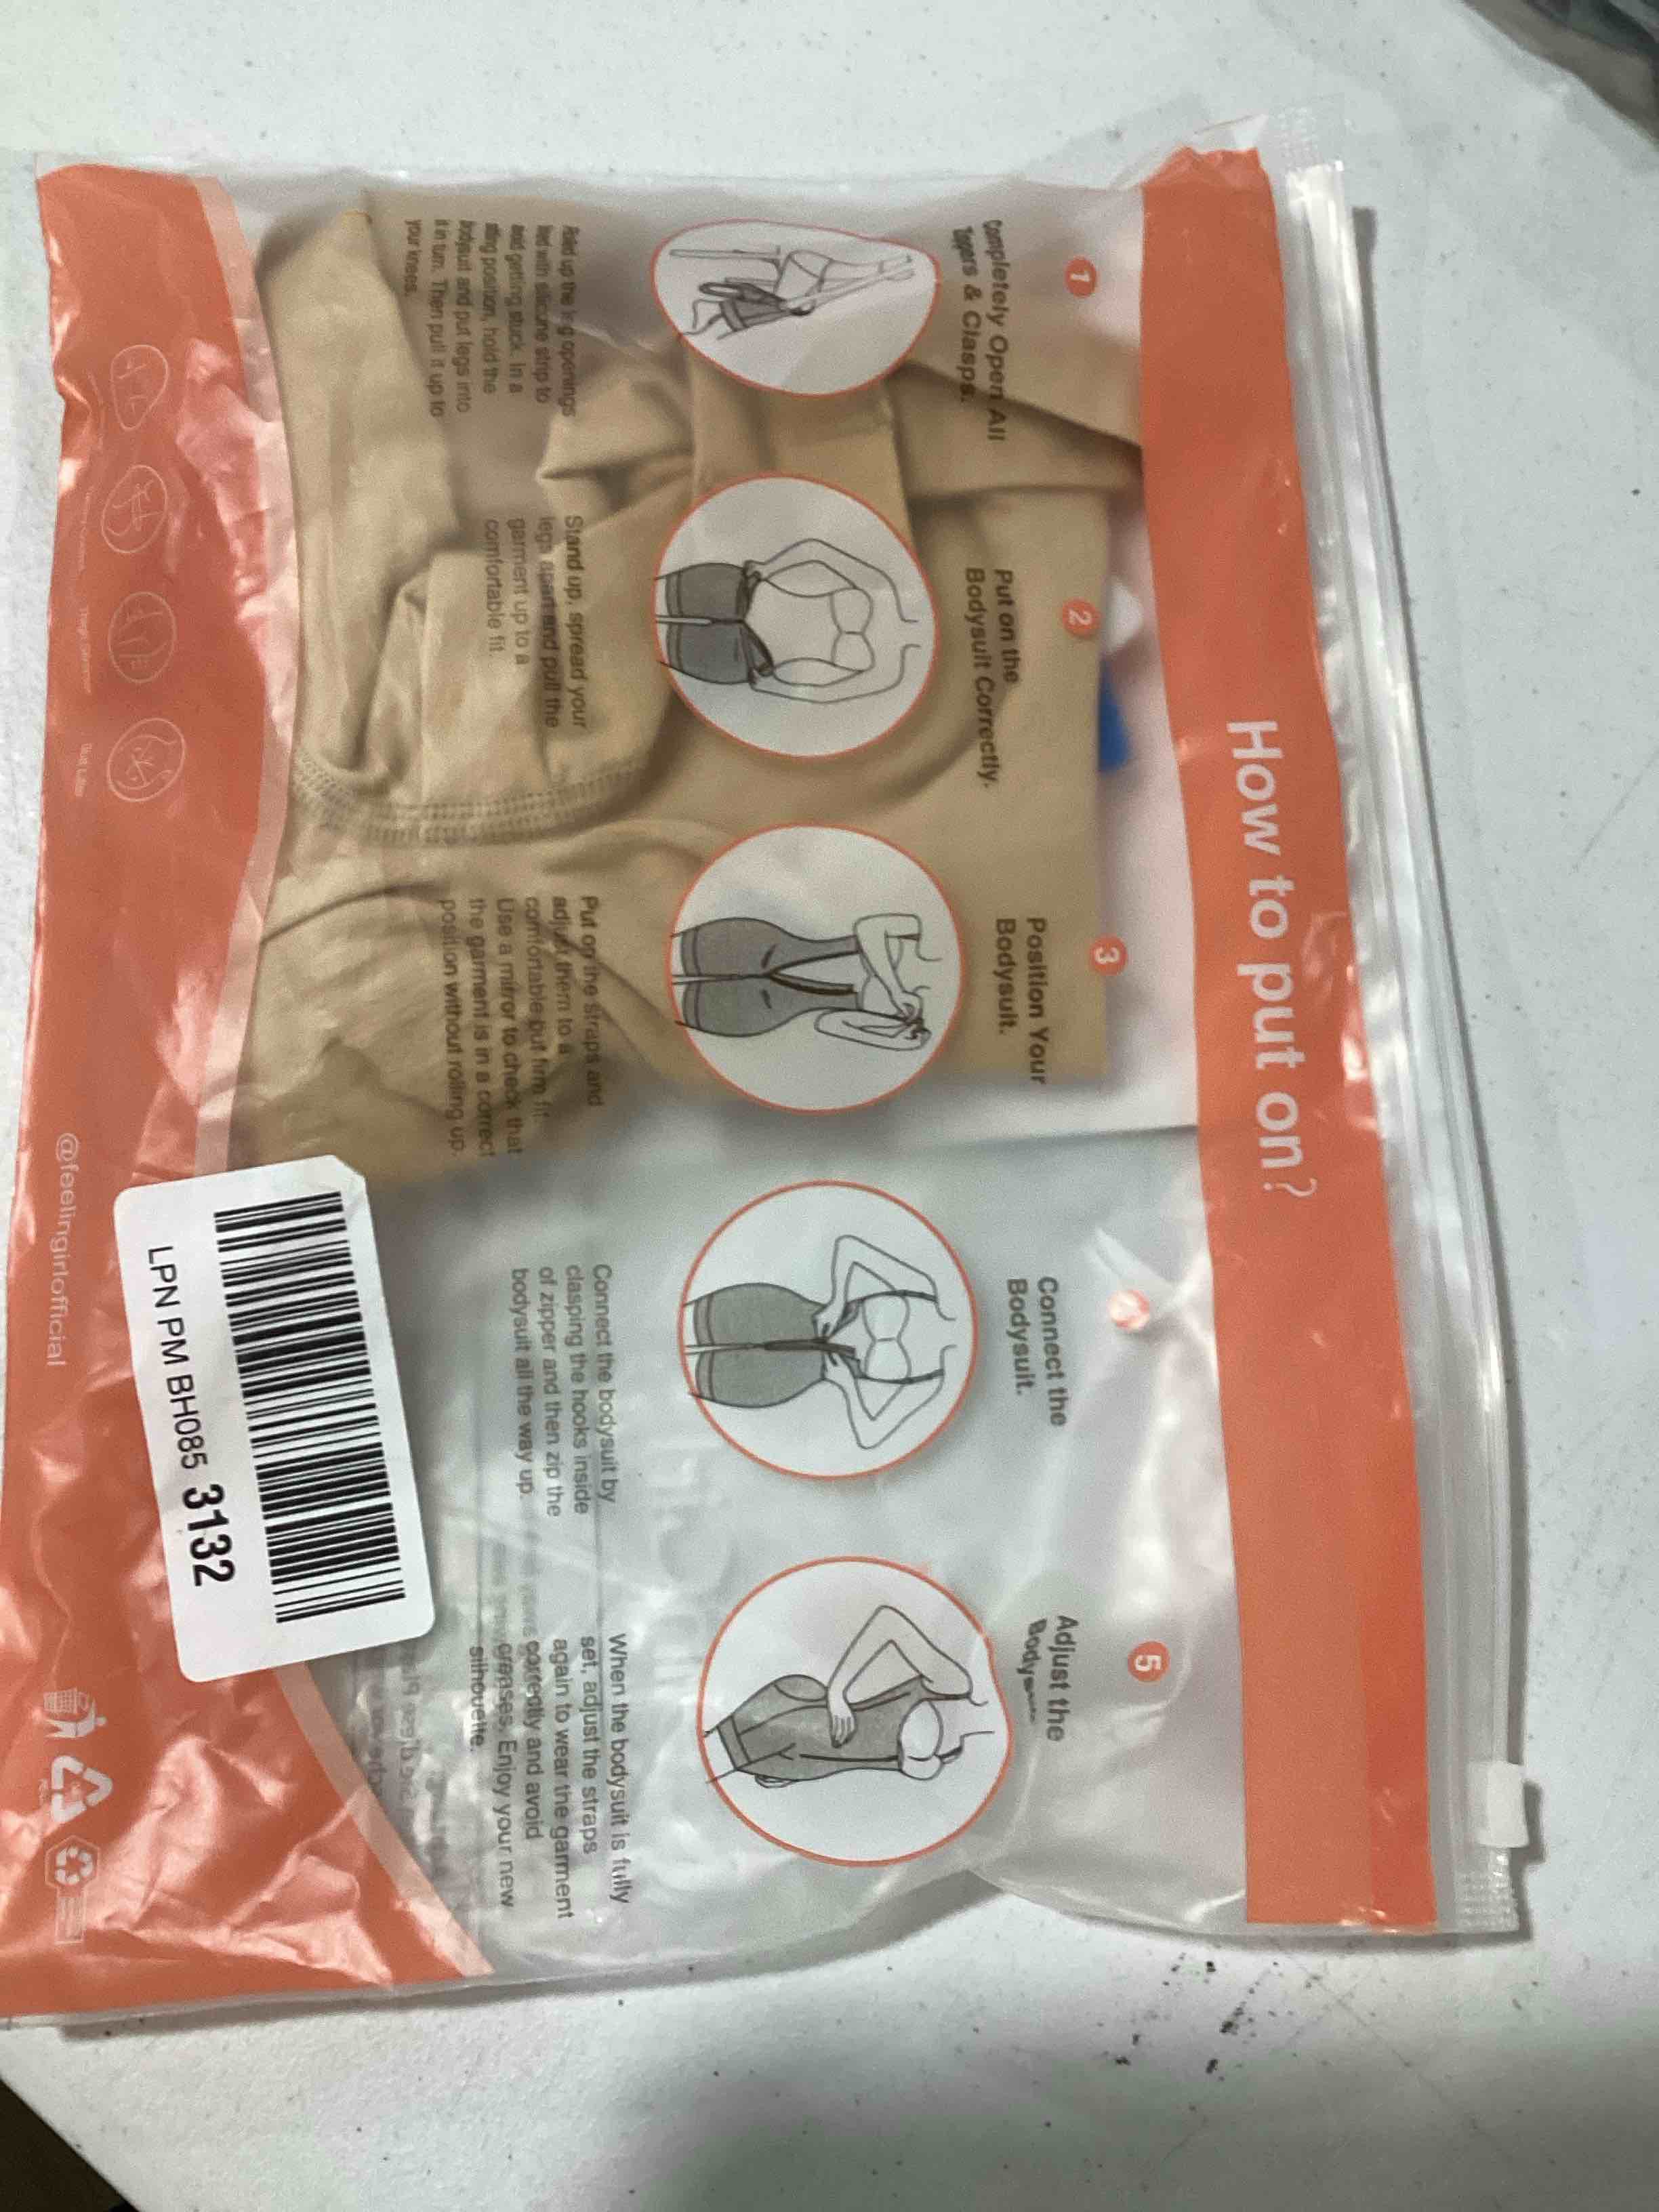 How to put on?
1
Completely Open All
Zippers & Clasps.
up the leg openings
with silicone strip to
and getting stuck. In a
position, hold the
bodysuit and put legs into
it in turn. Then pull it up to
your knees.
2
Put on the
Bodysuit Correctly.
Stand up, spread your
legs apart and pull the
garment up to a
comfortable fit.
3
Position Your
Bodysuit.
Put on the straps and
adjust them to a
comfortable but firm fit.
Use a mirror to check that
the garment is in a correct
position without rolling up.
4
Connect the
Bodysuit.
Connect the bodysuit by
clasping the hooks inside
of zipper and then zip the
bodysuit all the way up.
5
Adjust the
When the bodysuit is fully
set, adjust the straps
again to wear the garment
correctly and avoid
creases. Enjoy your new
silhouette.
@feelingirlofficial
LPN PM BH085 3132